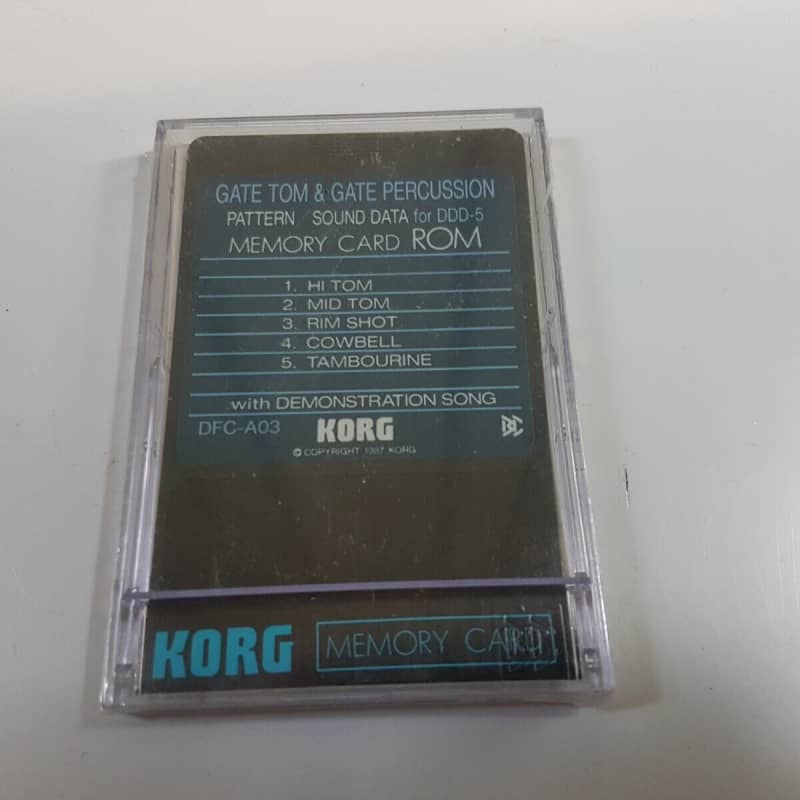 GATE TOM & GATE PERCUSSION
PATTERN SOUND DATA for DDD-5
MEMORY CARD ROM
1. HI TOM
2. MID TOM
3. RIM SHOT
4. COWBELL
5. TAMBOURINE
with DEMONSTRATION SONG
DFC-A03 KORG
© COPYRIGHT 1987 KORG
KORG MEMORY CARD